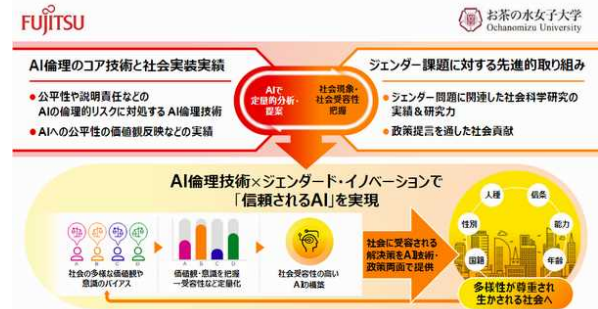 FUJITSU
お茶の水女子大学
Ochanomizu University
AI倫理のコア技術と社会実装実績
●公平性や説明責任などの
AIの倫理的リスクに対処するAI倫理技術
●AIへの公平性の価値観反映などの実績
AIで
定量的分析・
提案
社会現象・
社会受容性
把握
ジェンダー課題に対する先進的取り組み
●ジェンダー問題に関連した社会科学研究の
実績&研究力
●政策提言を通した社会貢献
AI倫理技術×ジェンダード・イノベーションで
「信頼されるAI」を実現
A B C D
社会の多様な価値観や
意識のバイアス
A B C D
価値観・意識を把握
ー受容性など定量化
社会受容性の高い
AIの構築
社会に受容される
解決策をAI技術・
政策両面で提供
人種
信条
性別
能力
国籍
年齢
多様性が尊重され
生かされる社会へ